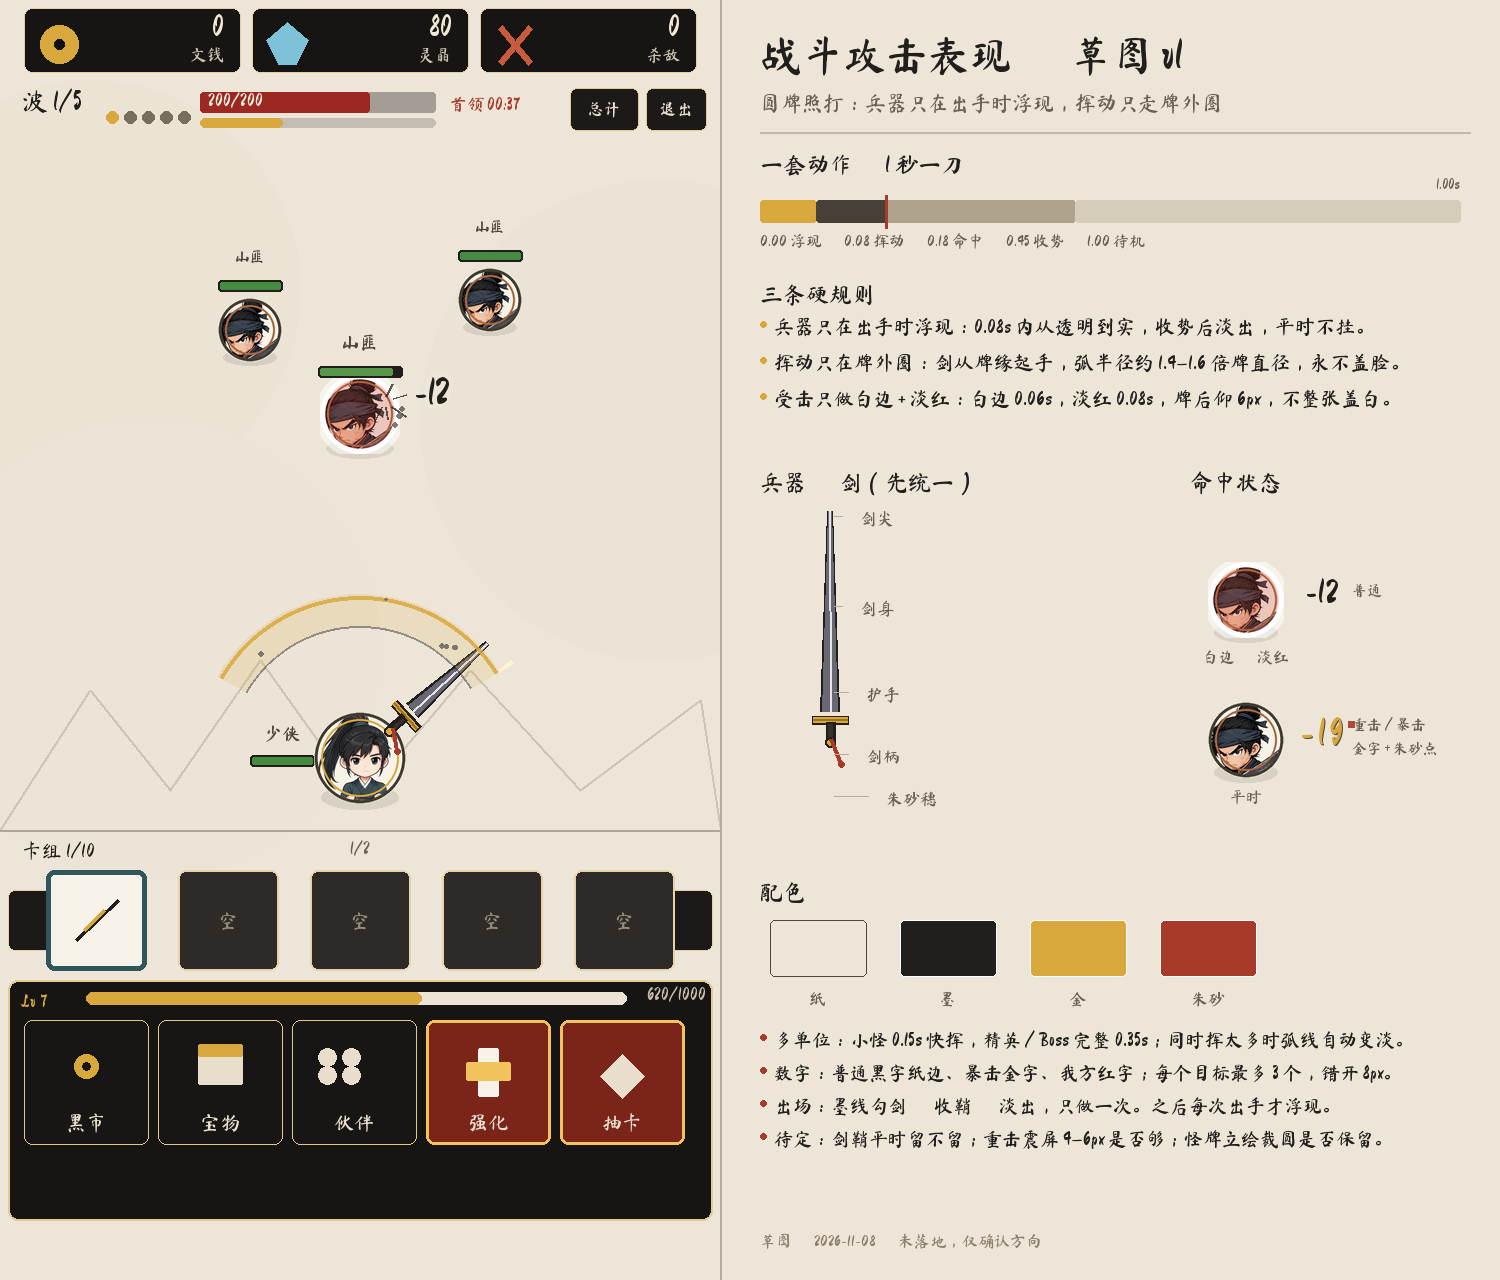 0
文钱
80
灵晶
0
杀敌
波 1/5
200/200
首领 00:37
总计
退出
山匪
山匪
山匪
-12
少侠
卡组 1/10
1/2
空
空
空
空
Lv 7
620/1000
黑市
宝物
伙伴
强化
抽卡
战斗攻击表现 草图 v1
圆牌照打：兵器只在出手时浮现，挥动只走牌外圈
一套动作 1秒一刀
1.00s
0.00 浮现 0.08 挥动 0.18 命中 0.45 收势 1.00 待机
三条硬规则
兵器只在出手时浮现：0.08s 内从透明到实，收势后淡出，平时不挂。
挥动只在牌外圈：剑从牌缘起手，弧半径约 1.4–1.6 倍牌直径，永不盖脸。
受击只做白边 + 淡红：白边 0.06s，淡红 0.08s，牌后仰 6px，不整张盖白。
兵器 剑 ( 先统一 )
命中状态
剑尖
剑身
护手
剑柄
朱砂穗
-12 普通
白边 淡红
-19 重击 / 暴击
金字 + 朱砂点
平时
配色
纸
墨
金
朱砂
多单位：小怪 0.15s 快挥，精英 / Boss 完整 0.35s；同时挥太多时弧线自动变淡。
数字：普通黑字纸边、暴击金字、我方红字；每个目标最多 3 个，错开 8px。
出场：墨线勾剑 收鞘 淡出，只做一次。之后每次出手才浮现。
待定：剑鞘平时留不留；重击震屏 4–6px 是否够；怪牌立绘裁圆是否保留。
草图 2026-11-08 未落地，仅确认方向